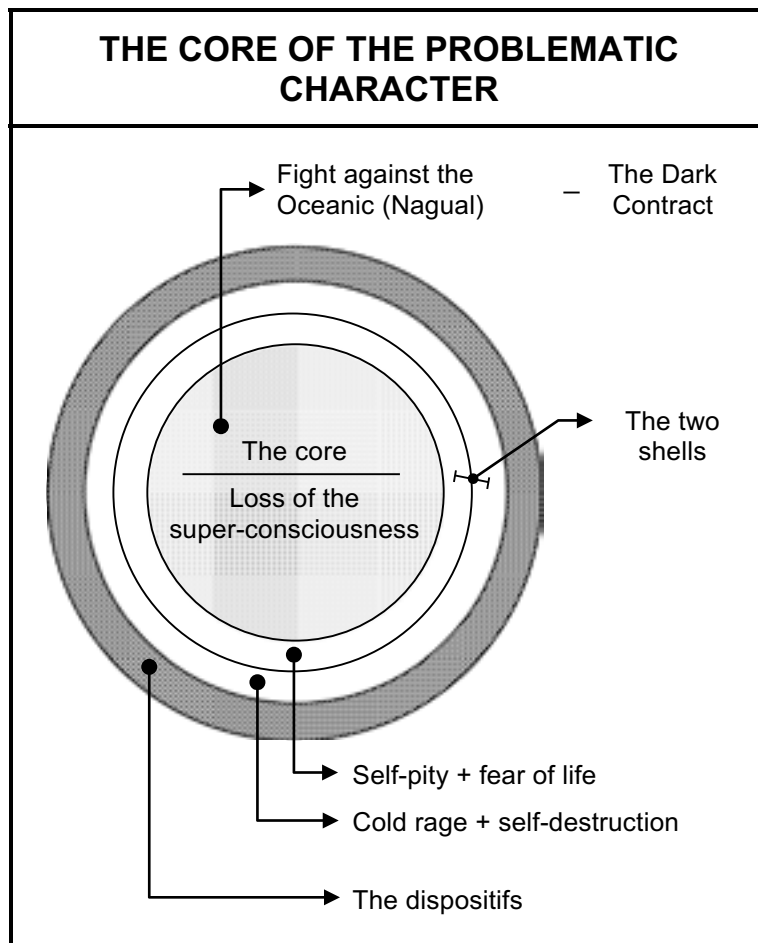 THE CORE OF THE PROBLEMATIC
CHARACTER
Fight against the
Oceanic (Nagual)
–
The Dark
Contract
The two
shells
The core
Loss of the
super-consciousness
Self-pity + fear of life
Cold rage + self-destruction
The dispositifs